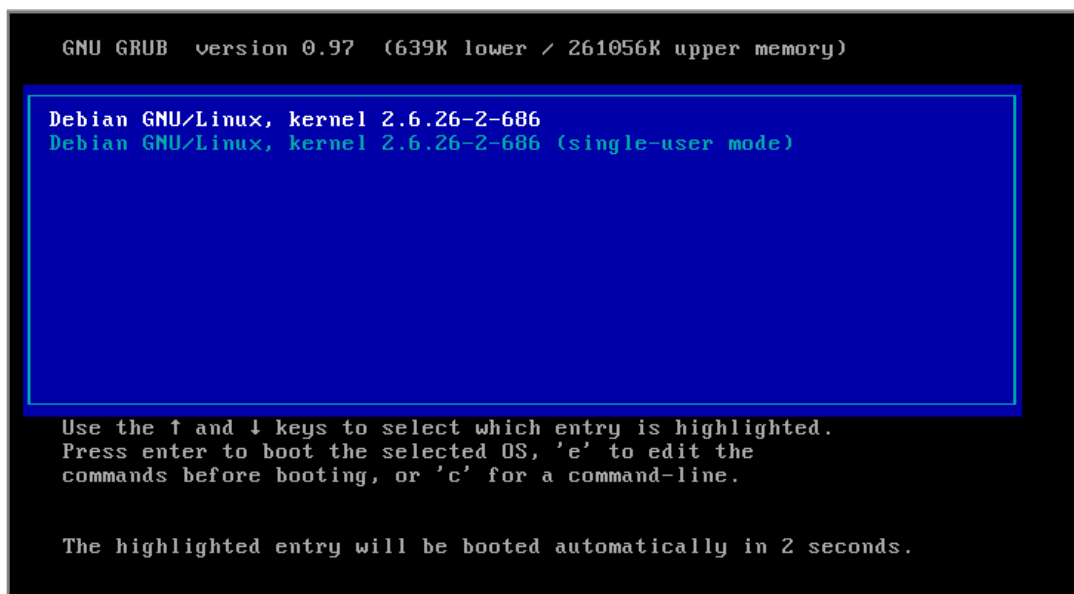 GNU GRUB  version 0.97  (639K lower / 261056K upper memory)
Debian GNU/Linux, kernel 2.6.26-2-686
Debian GNU/Linux, kernel 2.6.26-2-686 (single-user mode)
Use the ↑ and ↓ keys to select which entry is highlighted.
Press enter to boot the selected OS, 'e' to edit the
commands before booting, or 'c' for a command-line.
The highlighted entry will be booted automatically in 2 seconds.